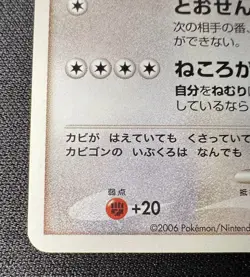 とおせん
次の相手の番、
ができない。
ねころが
自分をねむり
しているなら
カビが はえていても くさってい
カビゴンの いぶくろは なんでも
弱点
抵
+20
©2006 Pokémon/Nintend